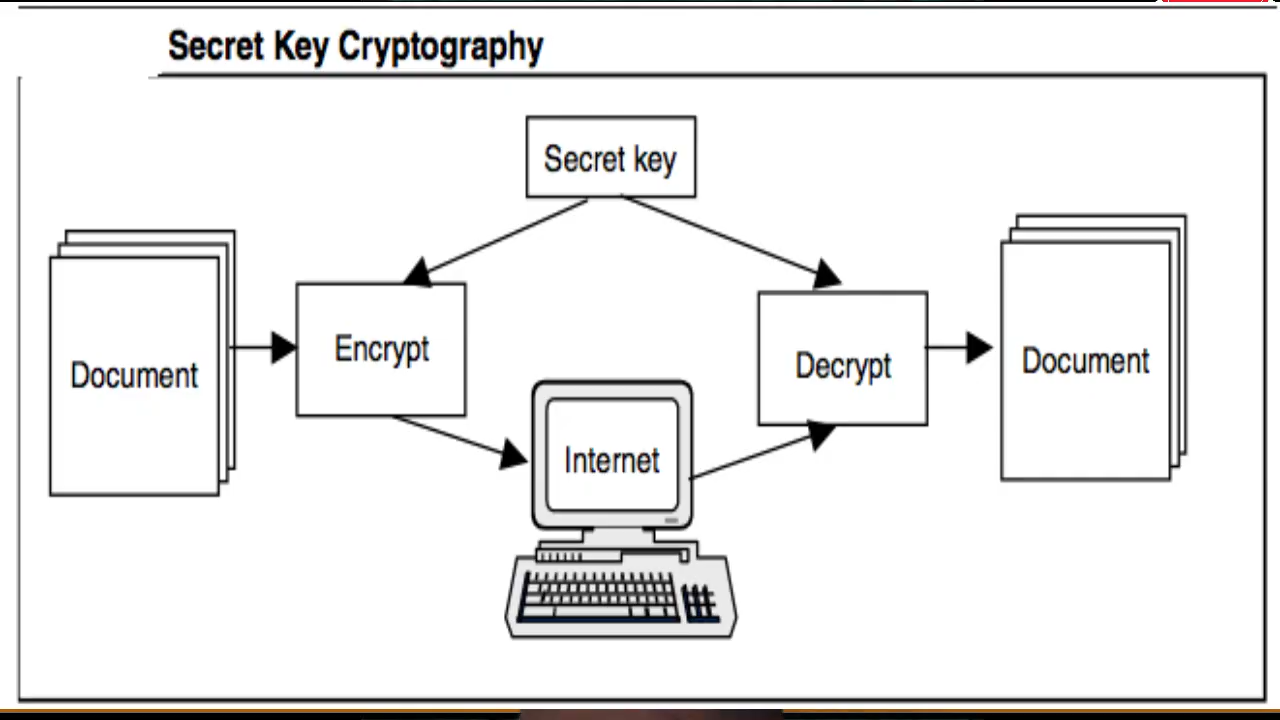 Secret Key Cryptography
Secret key
Document
Encrypt
Internet
Decrypt
Document